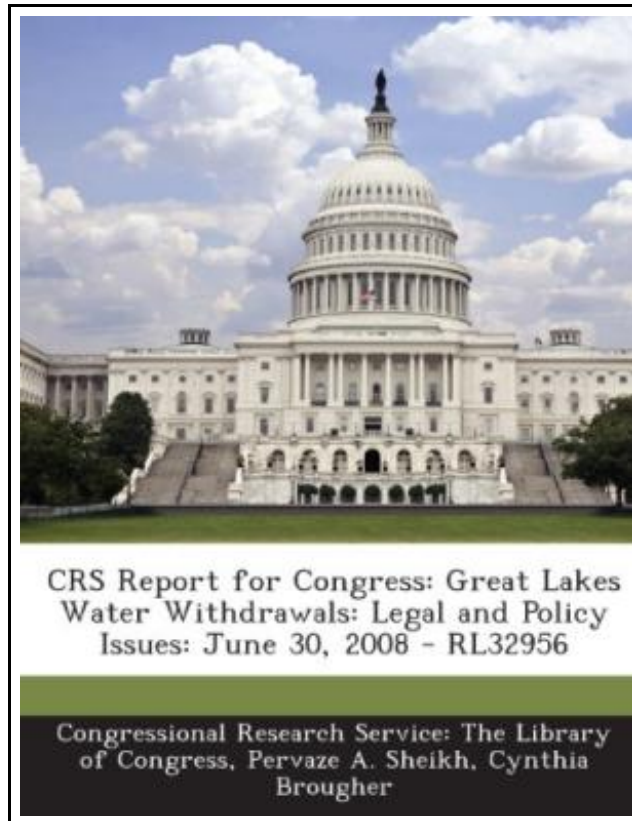 CRS Report for Congress: Great Lakes
Water Withdrawals: Legal and Policy
Issues: June 30, 2008 - RL32956
Congressional Research Service: The Library
of Congress, Pervaze A. Sheikh, Cynthia
Brougher